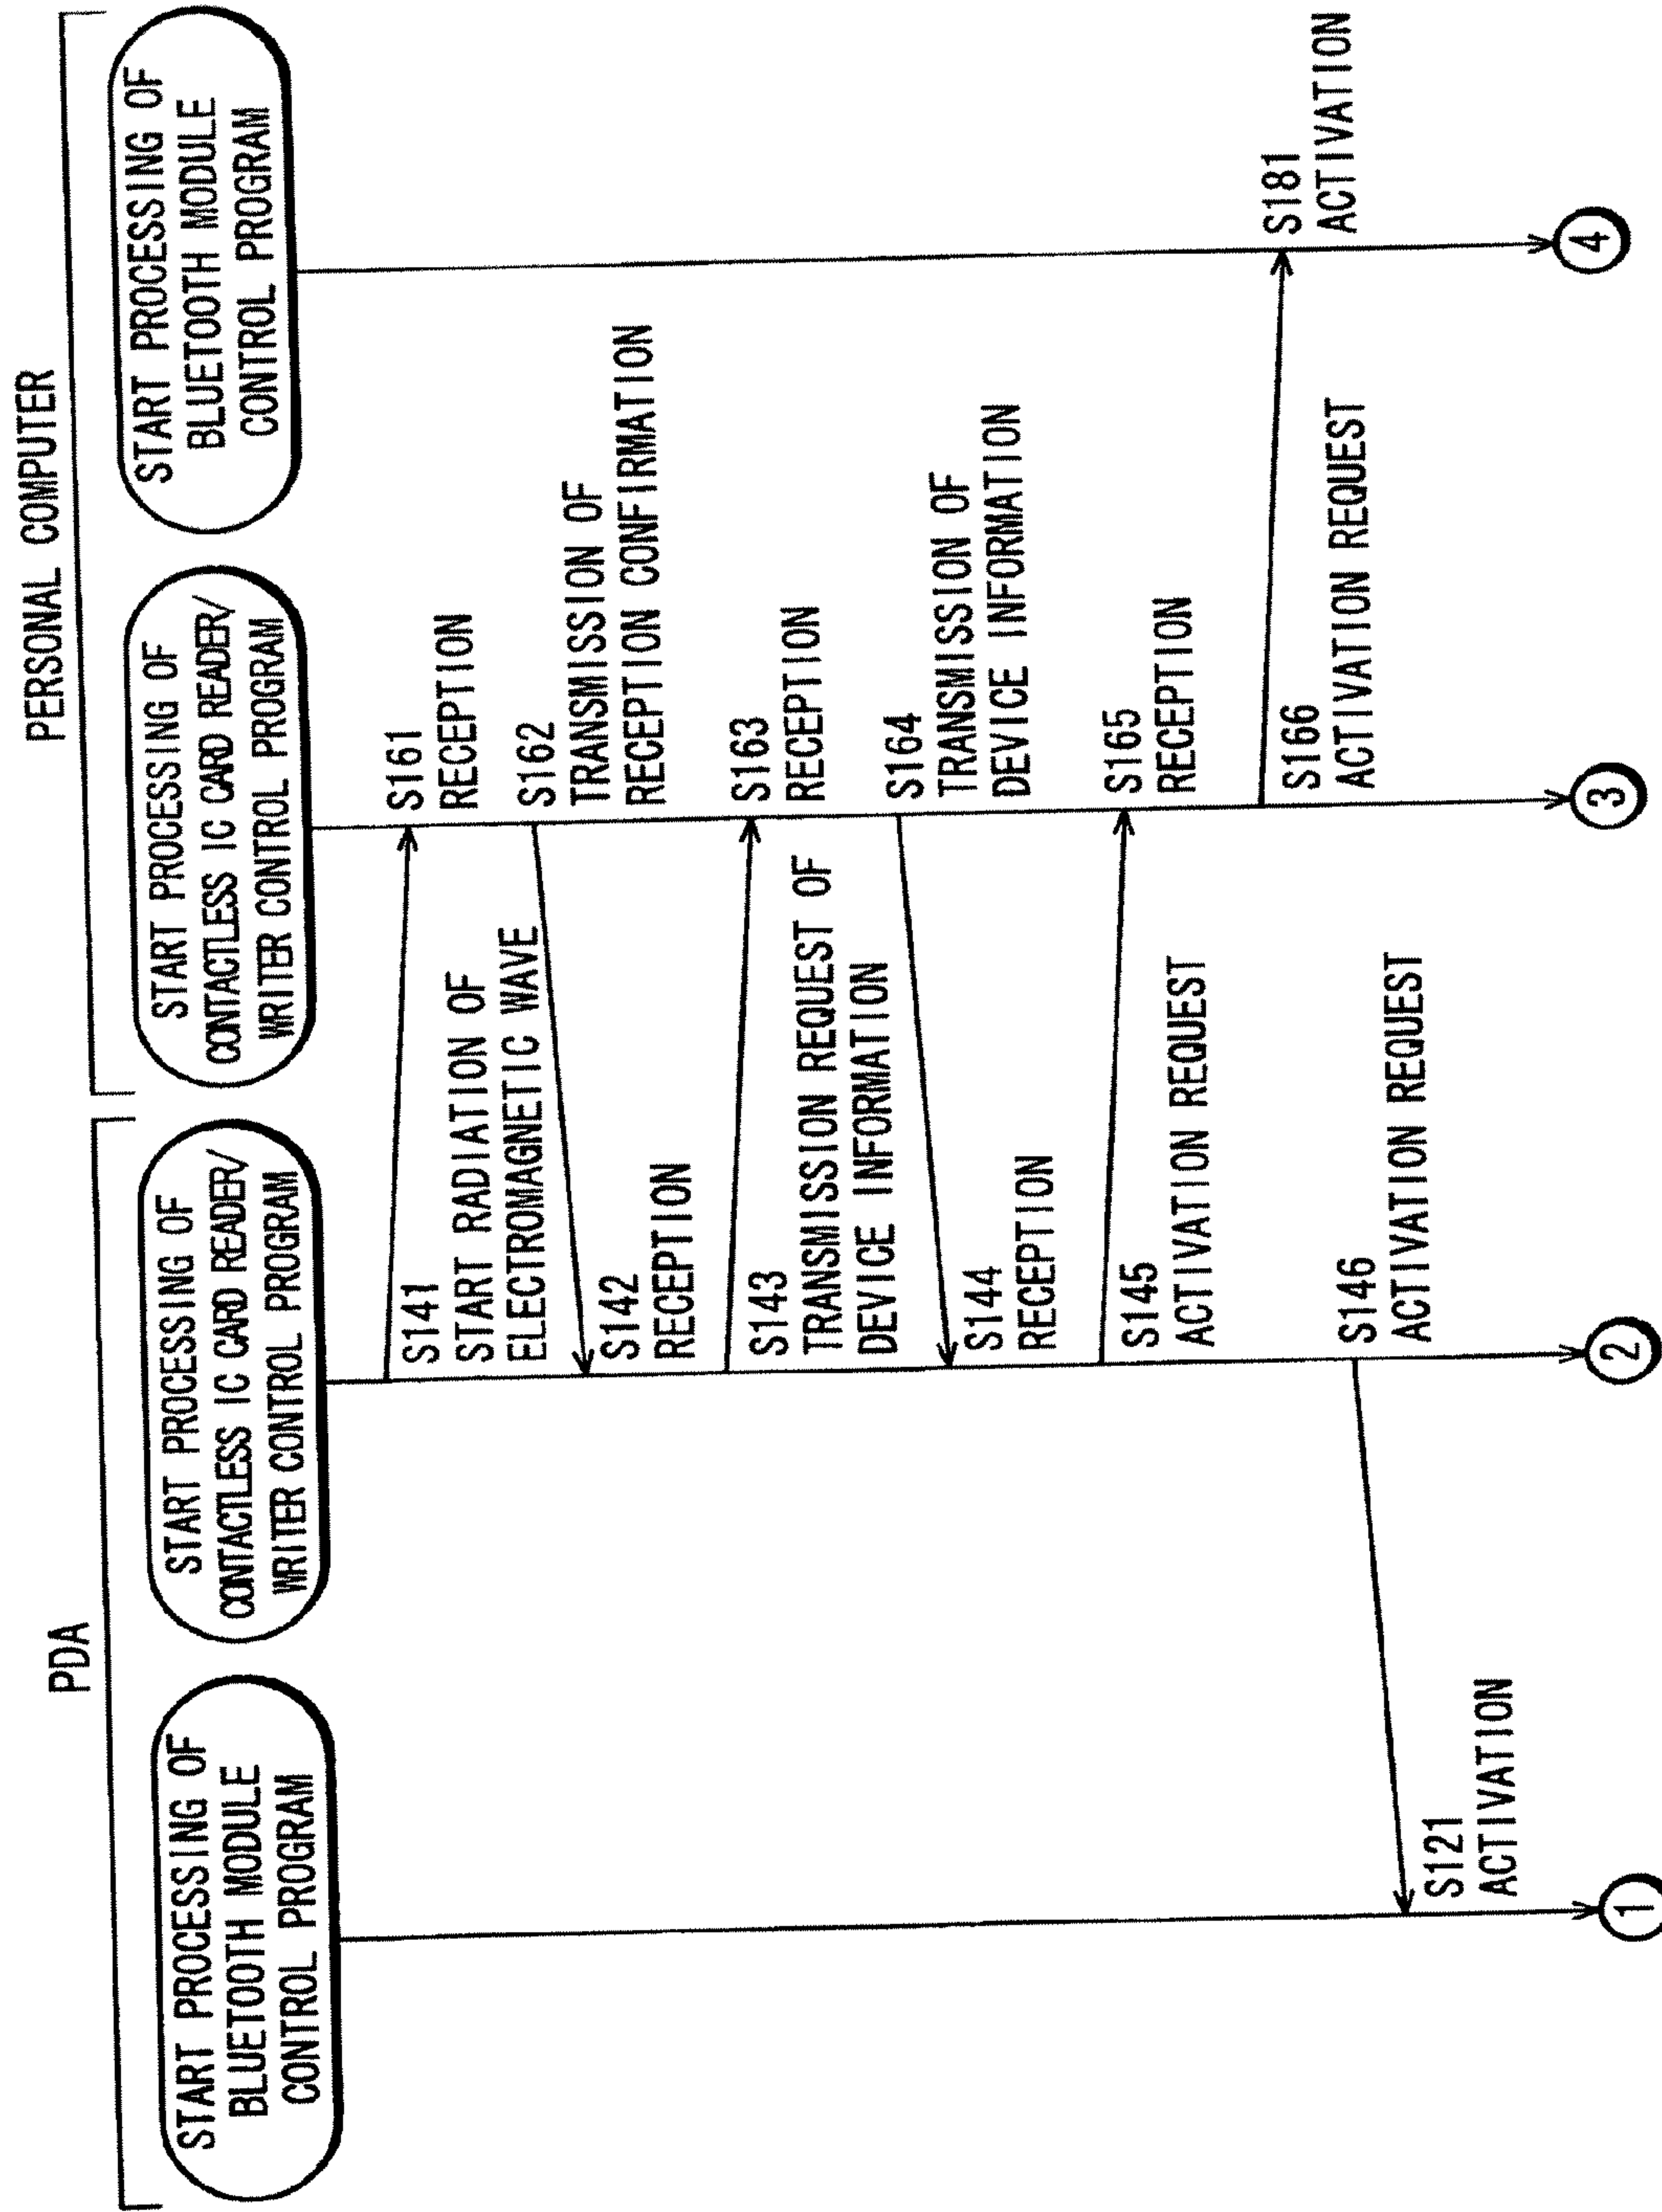 PDA
PERSONAL COMPUTER
START PROCESSING OF
BLUETOOTH MODULE
CONTROL PROGRAM
START PROCESSING OF
CONTACTLESS IC CARD READER/
WRITER CONTROL PROGRAM
START PROCESSING OF
CONTACTLESS IC CARD READER/
WRITER CONTROL PROGRAM
START PROCESSING OF
BLUETOOTH MODULE
CONTROL PROGRAM
S141
START RADIATION OF
ELECTROMAGNETIC WAVE
S161
RECEPTION
S162
TRANSMISSION OF
RECEPTION CONFIRMATION
S142
RECEPTION
S143
TRANSMISSION REQUEST OF
DEVICE INFORMATION
S163
RECEPTION
S164
TRANSMISSION OF
DEVICE INFORMATION
S144
RECEPTION
S145
ACTIVATION REQUEST
S165
RECEPTION
S166
ACTIVATION REQUEST
S181
ACTIVATION
S146
ACTIVATION REQUEST
S121
ACTIVATION
1
2
3
4